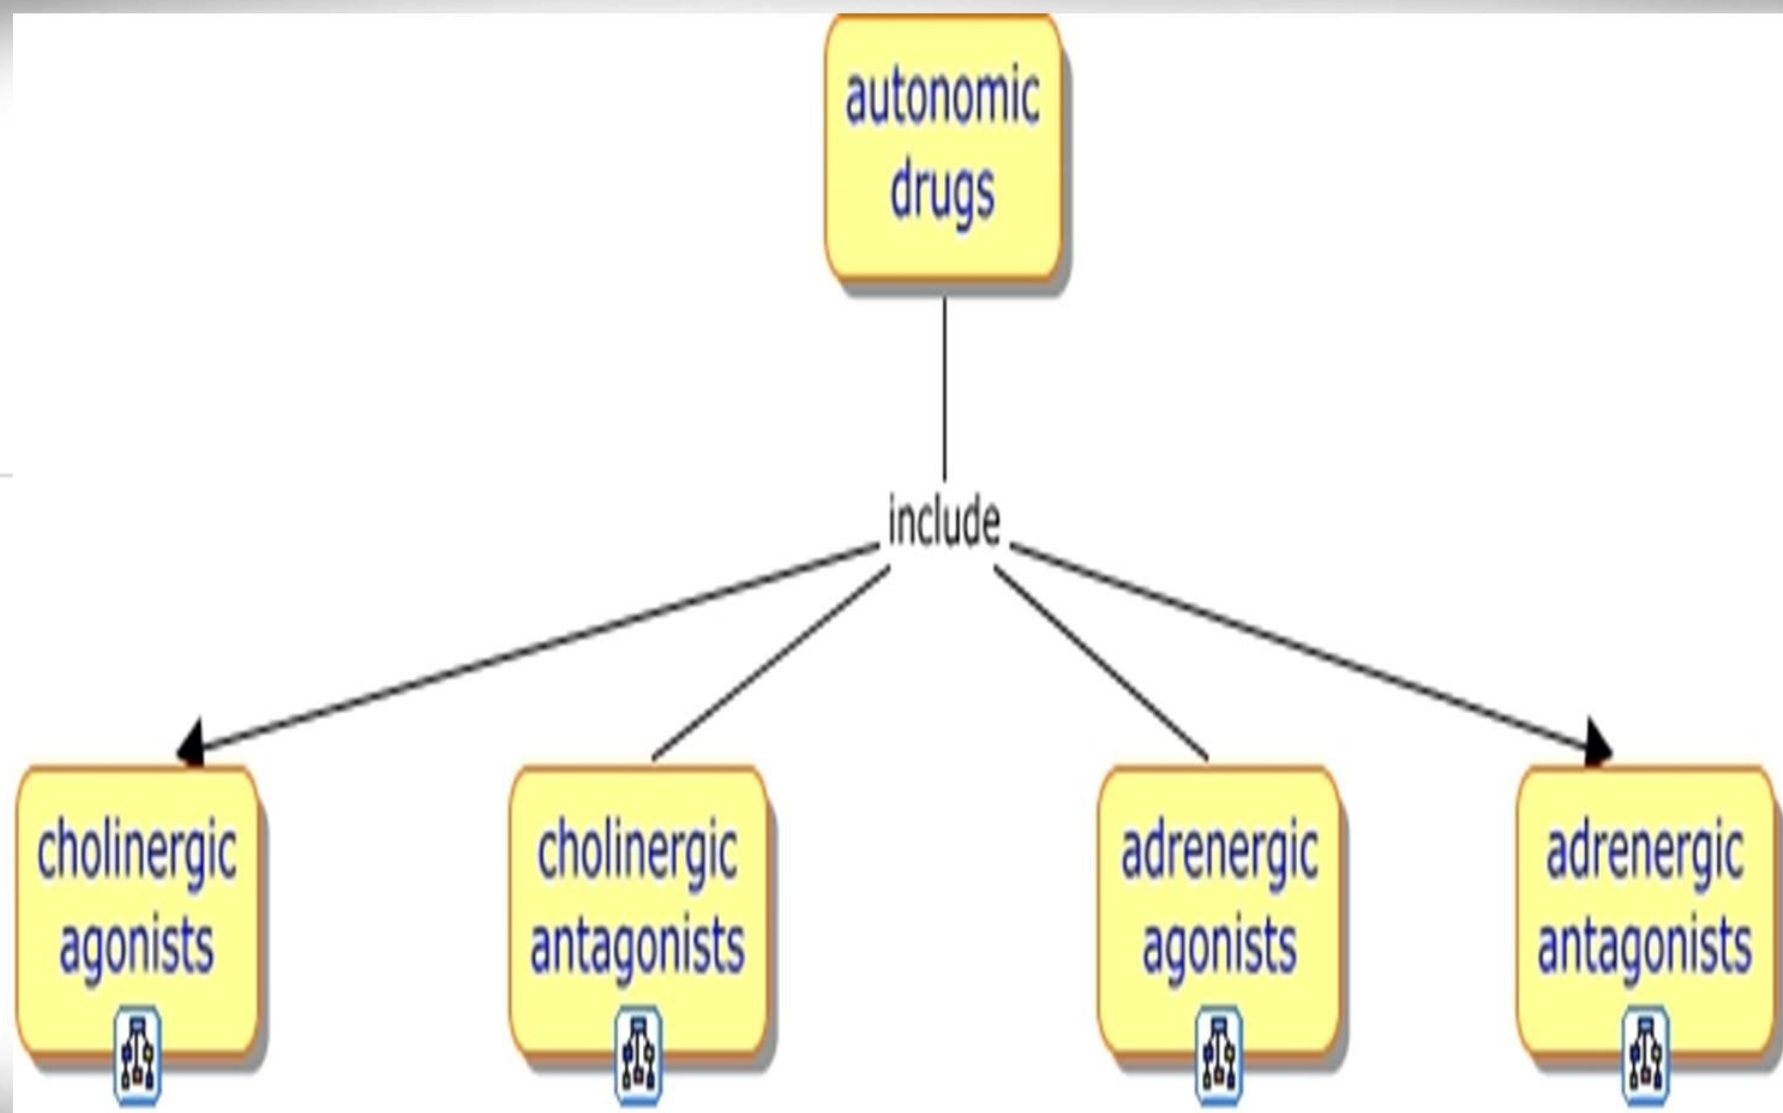 autonomic
drugs
include
cholinergic
agonists
cholinergic
antagonists
adrenergic
agonists
adrenergic
antagonists